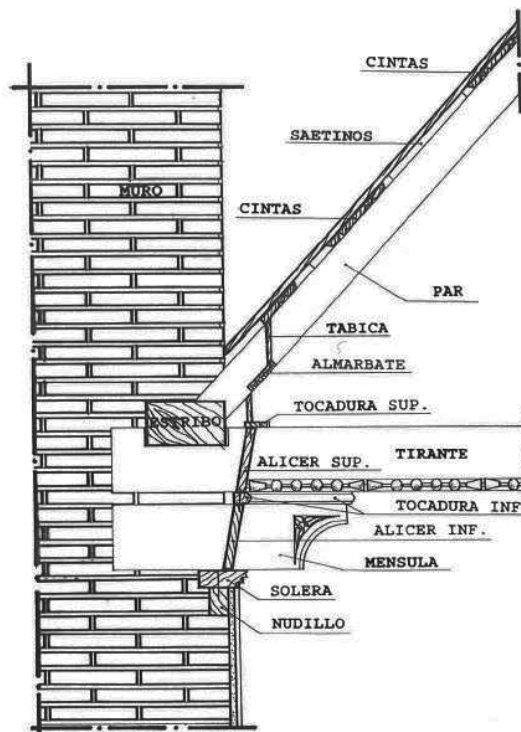 CINTAS
SAETINOS
MURO
CINTAS
PAR
TABICA
ALMARBATE
TOCADURA SUP.
ESTRIBO
TIRANTE
ALICER SUP.
TOCADURA INF
ALICER INF.
MENSULA
SOLERA
NUDILLO